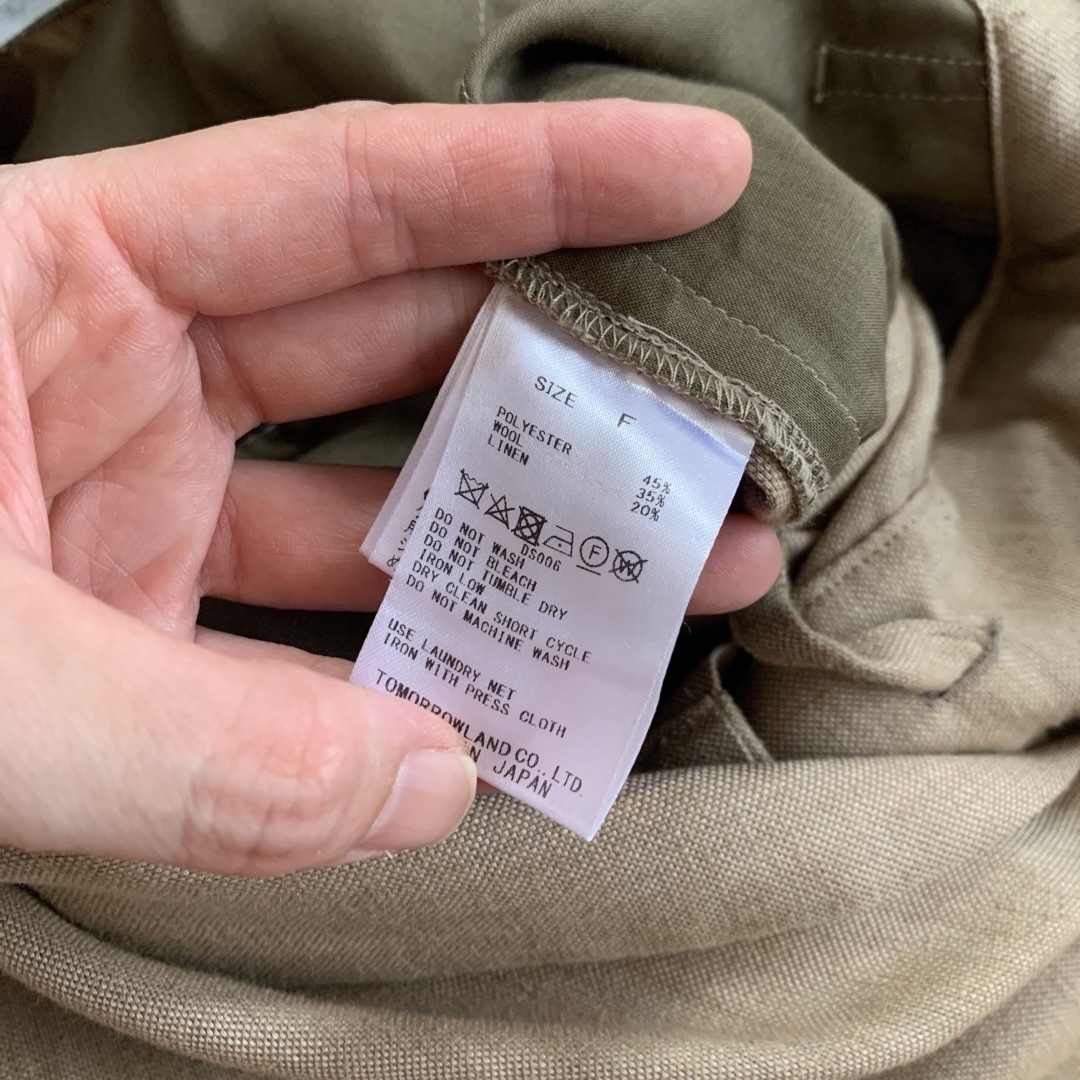 SIZE F
POLYESTER 45%
WOOL 35%
LINEN 20%
F W
DS006
DO NOT WASH
DO NOT BLEACH
DO NOT TUMBLE DRY
IRON LOW
DRY CLEAN SHORT CYCLE
DO NOT MACHINE WASH
USE LAUNDRY NET
IRON WITH PRESS CLOTH
TOMORROWLAND CO.,LTD.
JAPAN